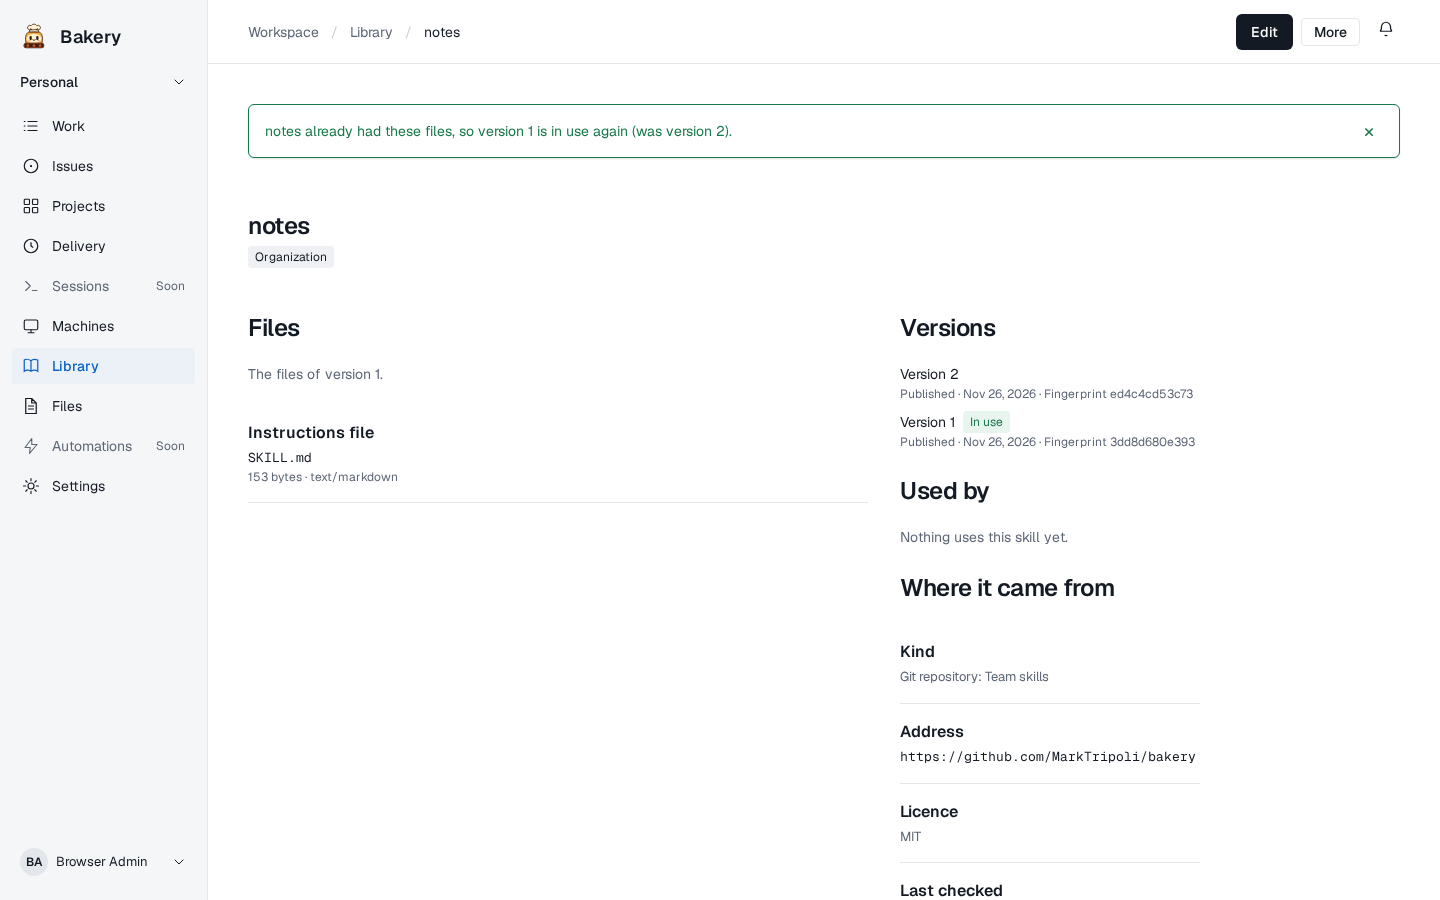 Bakery
Personal
Work
Issues
Projects
Delivery
Sessions Soon
Machines
Library
Files
Automations Soon
Settings
BA Browser Admin
Workspace / Library / notes
Edit
More
notes already had these files, so version 1 is in use again (was version 2).
notes
Organization
Files
The files of version 1.
Instructions file
SKILL.md
153 bytes · text/markdown
Versions
Version 2
Published · Nov 26, 2026 · Fingerprint ed4c4cd53c73
Version 1 In use
Published · Nov 26, 2026 · Fingerprint 3dd8d680e393
Used by
Nothing uses this skill yet.
Where it came from
Kind
Git repository: Team skills
Address
https://github.com/MarkTripoli/bakery
Licence
MIT
Last checked